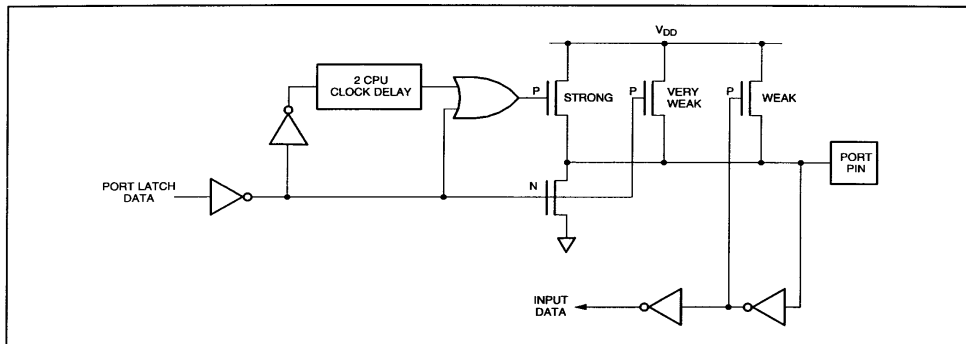 VDD
2 CPU
CLOCK DELAY
P
STRONG
P
VERY
WEAK
P
WEAK
PORT
PIN
N
PORT LATCH
DATA
INPUT
DATA